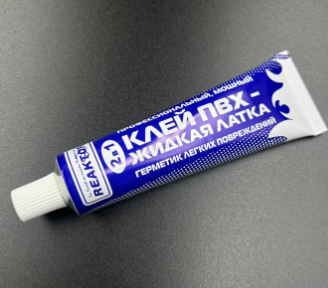 ПРОФЕССИОНАЛЬНЫЙ, МОЩНЫЙ
REAKTOR
2в1
КЛЕЙ ПВХ -
ЖИДКАЯ ЛАТКА
ГЕРМЕТИК ЛЕГКИХ ПОВРЕЖДЕНИЙ